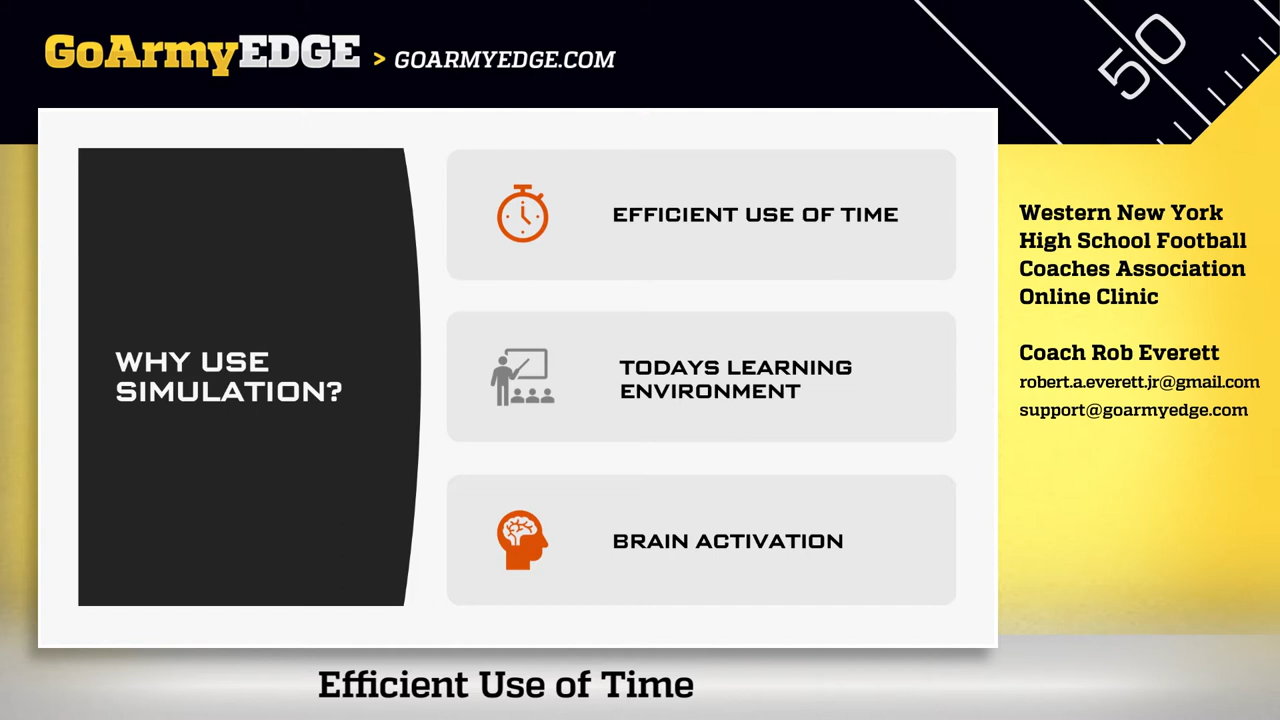 GoArmyEDGE > GOARMYEDGE.COM
50
WHY USE
SIMULATION?
EFFICIENT USE OF TIME
TODAYS LEARNING
ENVIRONMENT
BRAIN ACTIVATION
Western New York
High School Football
Coaches Association
Online Clinic
Coach Rob Everett
robert.a.everett.jr@gmail.com
support@goarmyedge.com
Efficient Use of Time